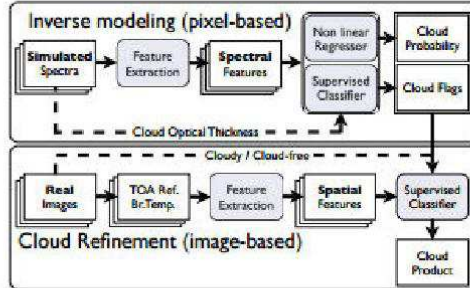 Inverse modeling (pixel-based)
Simulated
Spectra
Feature
Extraction
Spectral
Features
Non linear
Regressor
Supervised
Classifier
Cloud
Probability
Cloud Flags
Cloud Optical Thickness
Cloudy / Cloud-free
Real
Images
TOA Ref.
Br.Temp.
Feature
Extraction
Spatial
Features
Supervised
Classifier
Cloud Refinement (image-based)
Cloud
Product